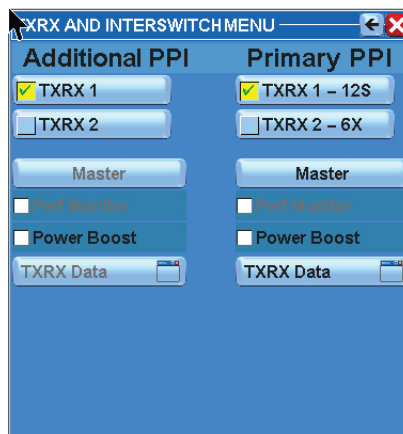 TXRX AND INTERSWITCH MENU
Additional PPI
Primary PPI
TXRX 1
TXRX 1 – 12S
TXRX 2
TXRX 2 – 6X
Master
Master
Perf Monitor
Perf Monitor
Power Boost
Power Boost
TXRX Data
TXRX Data